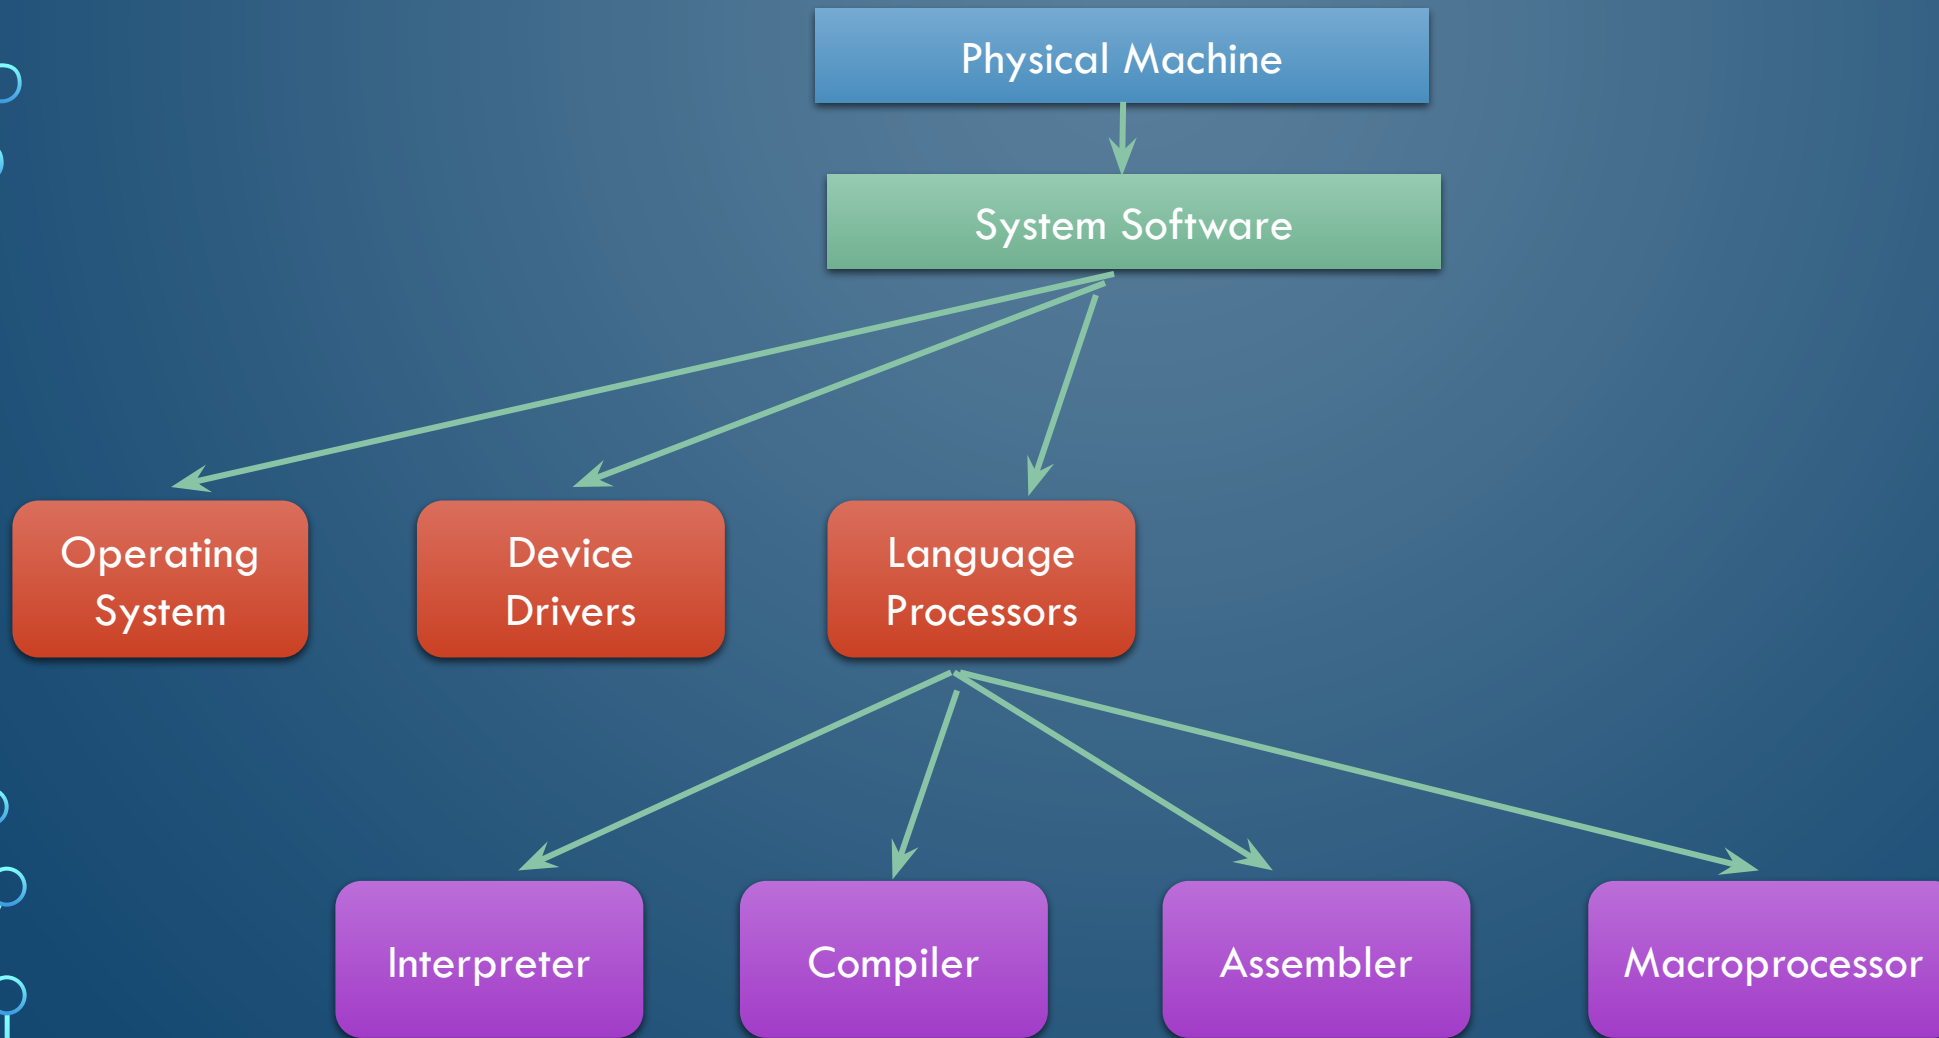 Physical Machine
System Software
Operating
System
Device
Drivers
Language
Processors
Interpreter
Compiler
Assembler
Macroprocessor